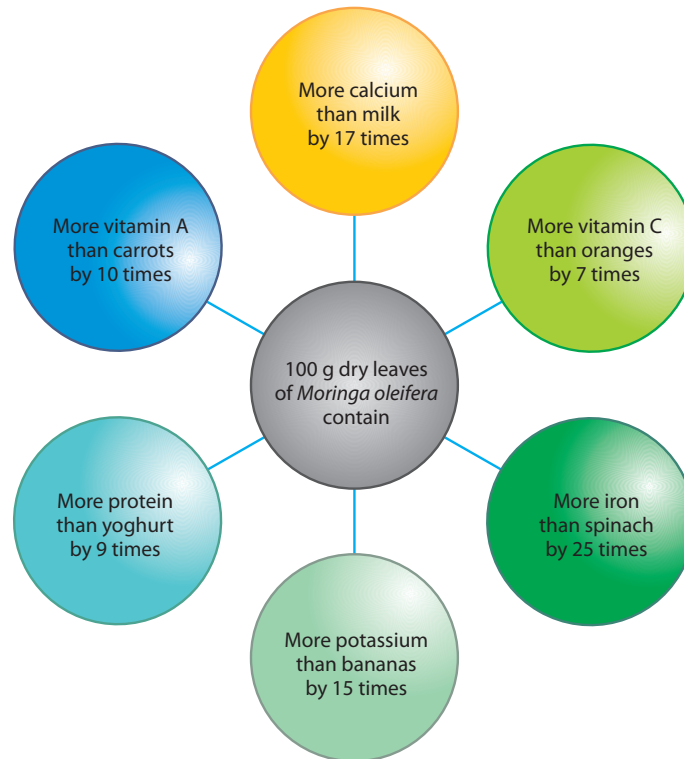 More calcium
than milk
by 17 times
More vitamin A
than carrots
by 10 times
More vitamin C
than oranges
by 7 times
100 g dry leaves
of Moringa oleifera
contain
More protein
than yoghurt
by 9 times
More iron
than spinach
by 25 times
More potassium
than bananas
by 15 times